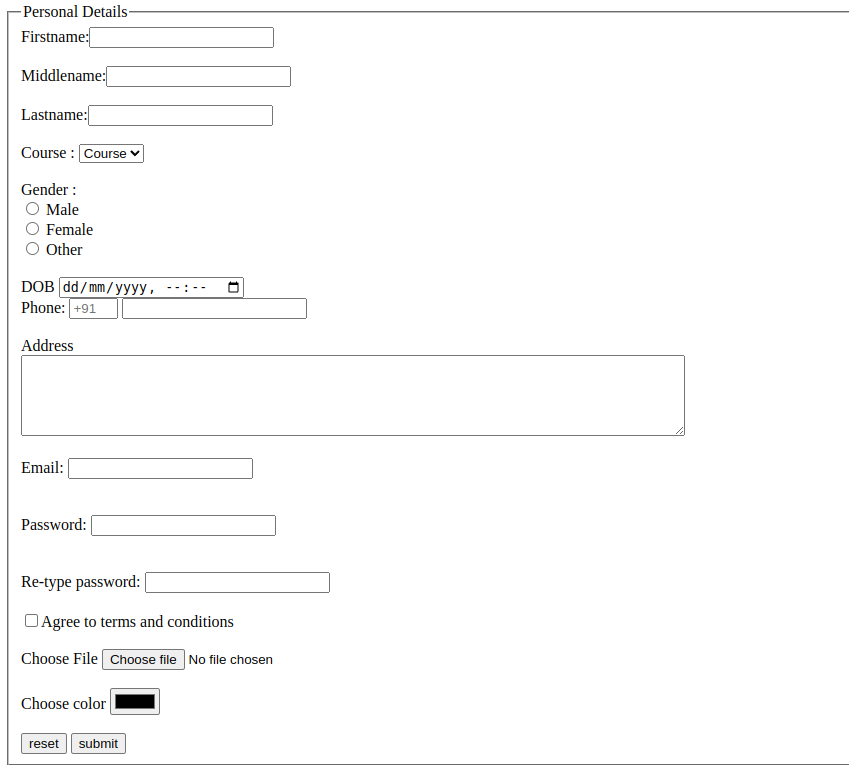 Personal Details
Firstname:
Middlename:
Lastname:
Course : Course
Gender :
Male
Female
Other
DOB dd/mm/yyyy, --:--
Phone: +91
Address
Email:
Password:
Re-type password:
Agree to terms and conditions
Choose File Choose file No file chosen
Choose color
reset submit